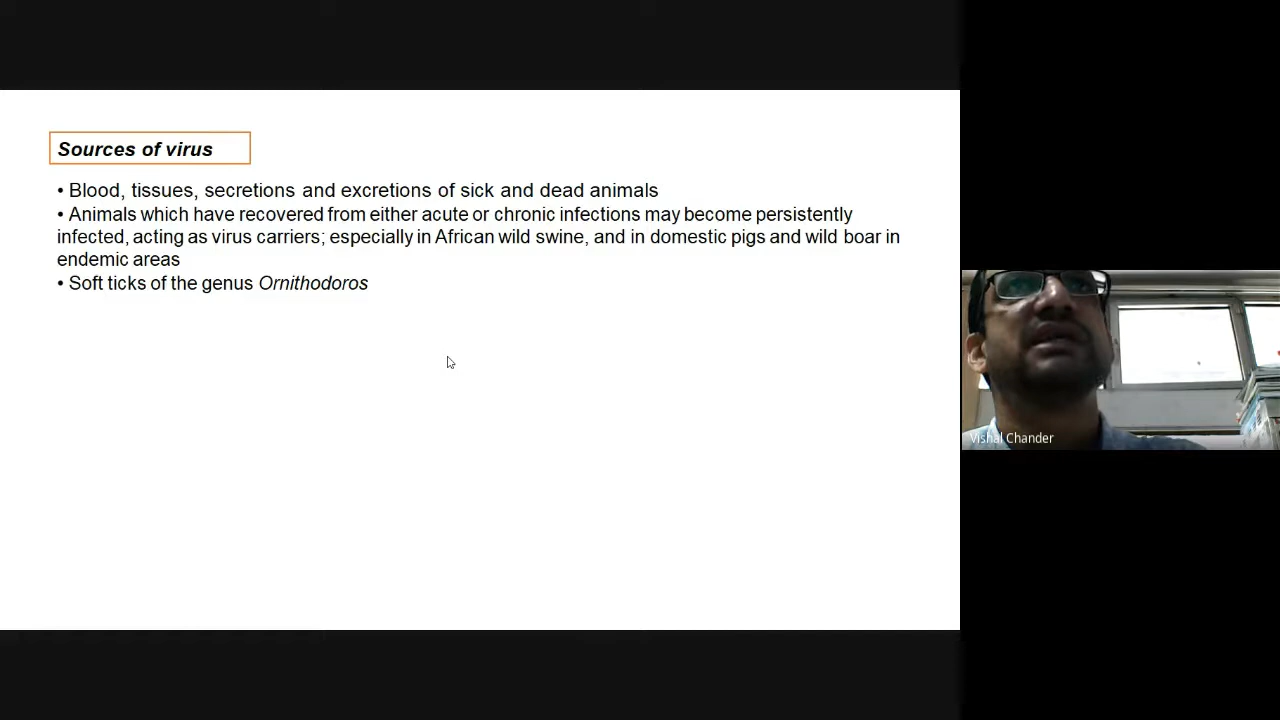 Sources of virus
• Blood, tissues, secretions and excretions of sick and dead animals
• Animals which have recovered from either acute or chronic infections may become persistently
infected, acting as virus carriers; especially in African wild swine, and in domestic pigs and wild boar in
endemic areas
• Soft ticks of the genus Ornithodoros
Vishal Chander